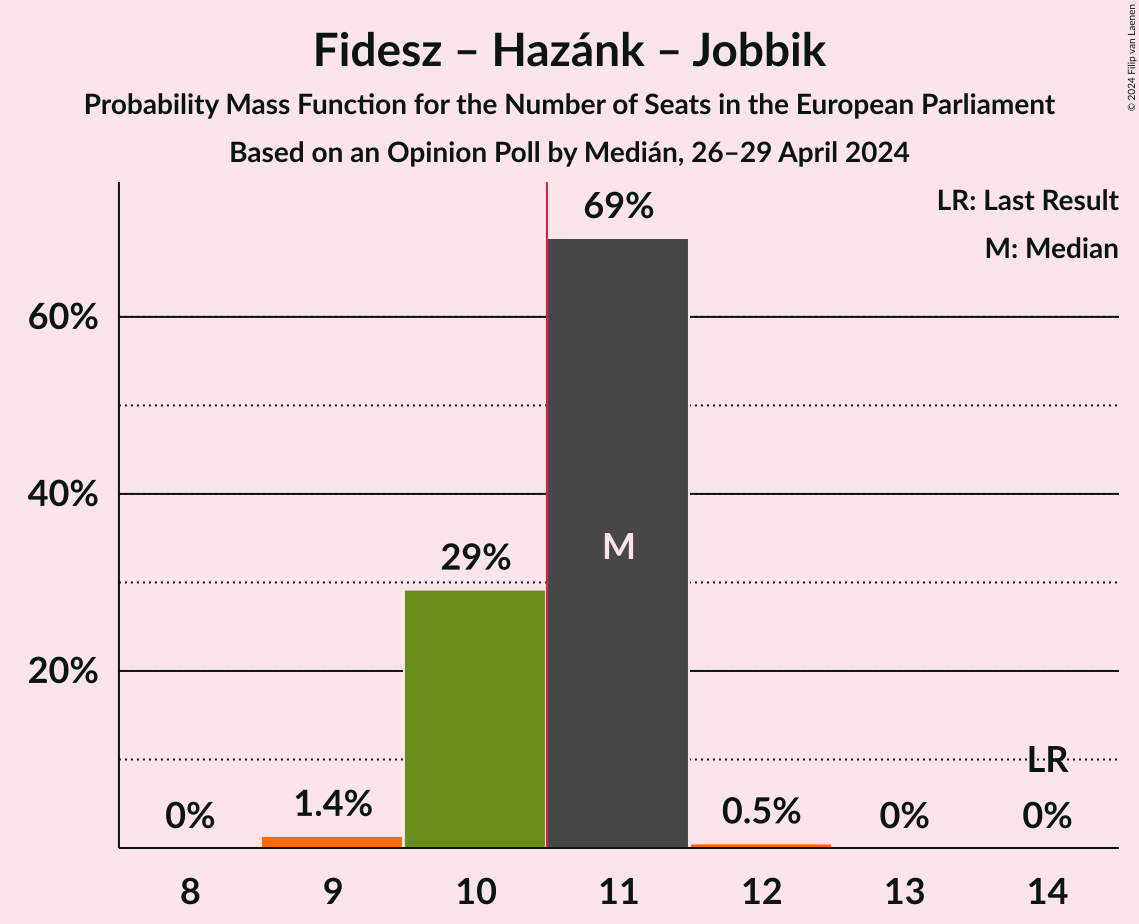 Fidesz – Hazánk – Jobbik
Probability Mass Function for the Number of Seats in the European Parliament
Based on an Opinion Poll by Medián, 26–29 April 2024
© 2024 Filip van Laenen
LR: Last Result
M: Median
69%
60%
40%
29%
M
20%
LR
0%
1.4%
0.5%
0%
0%
8
9
10
11
12
13
14